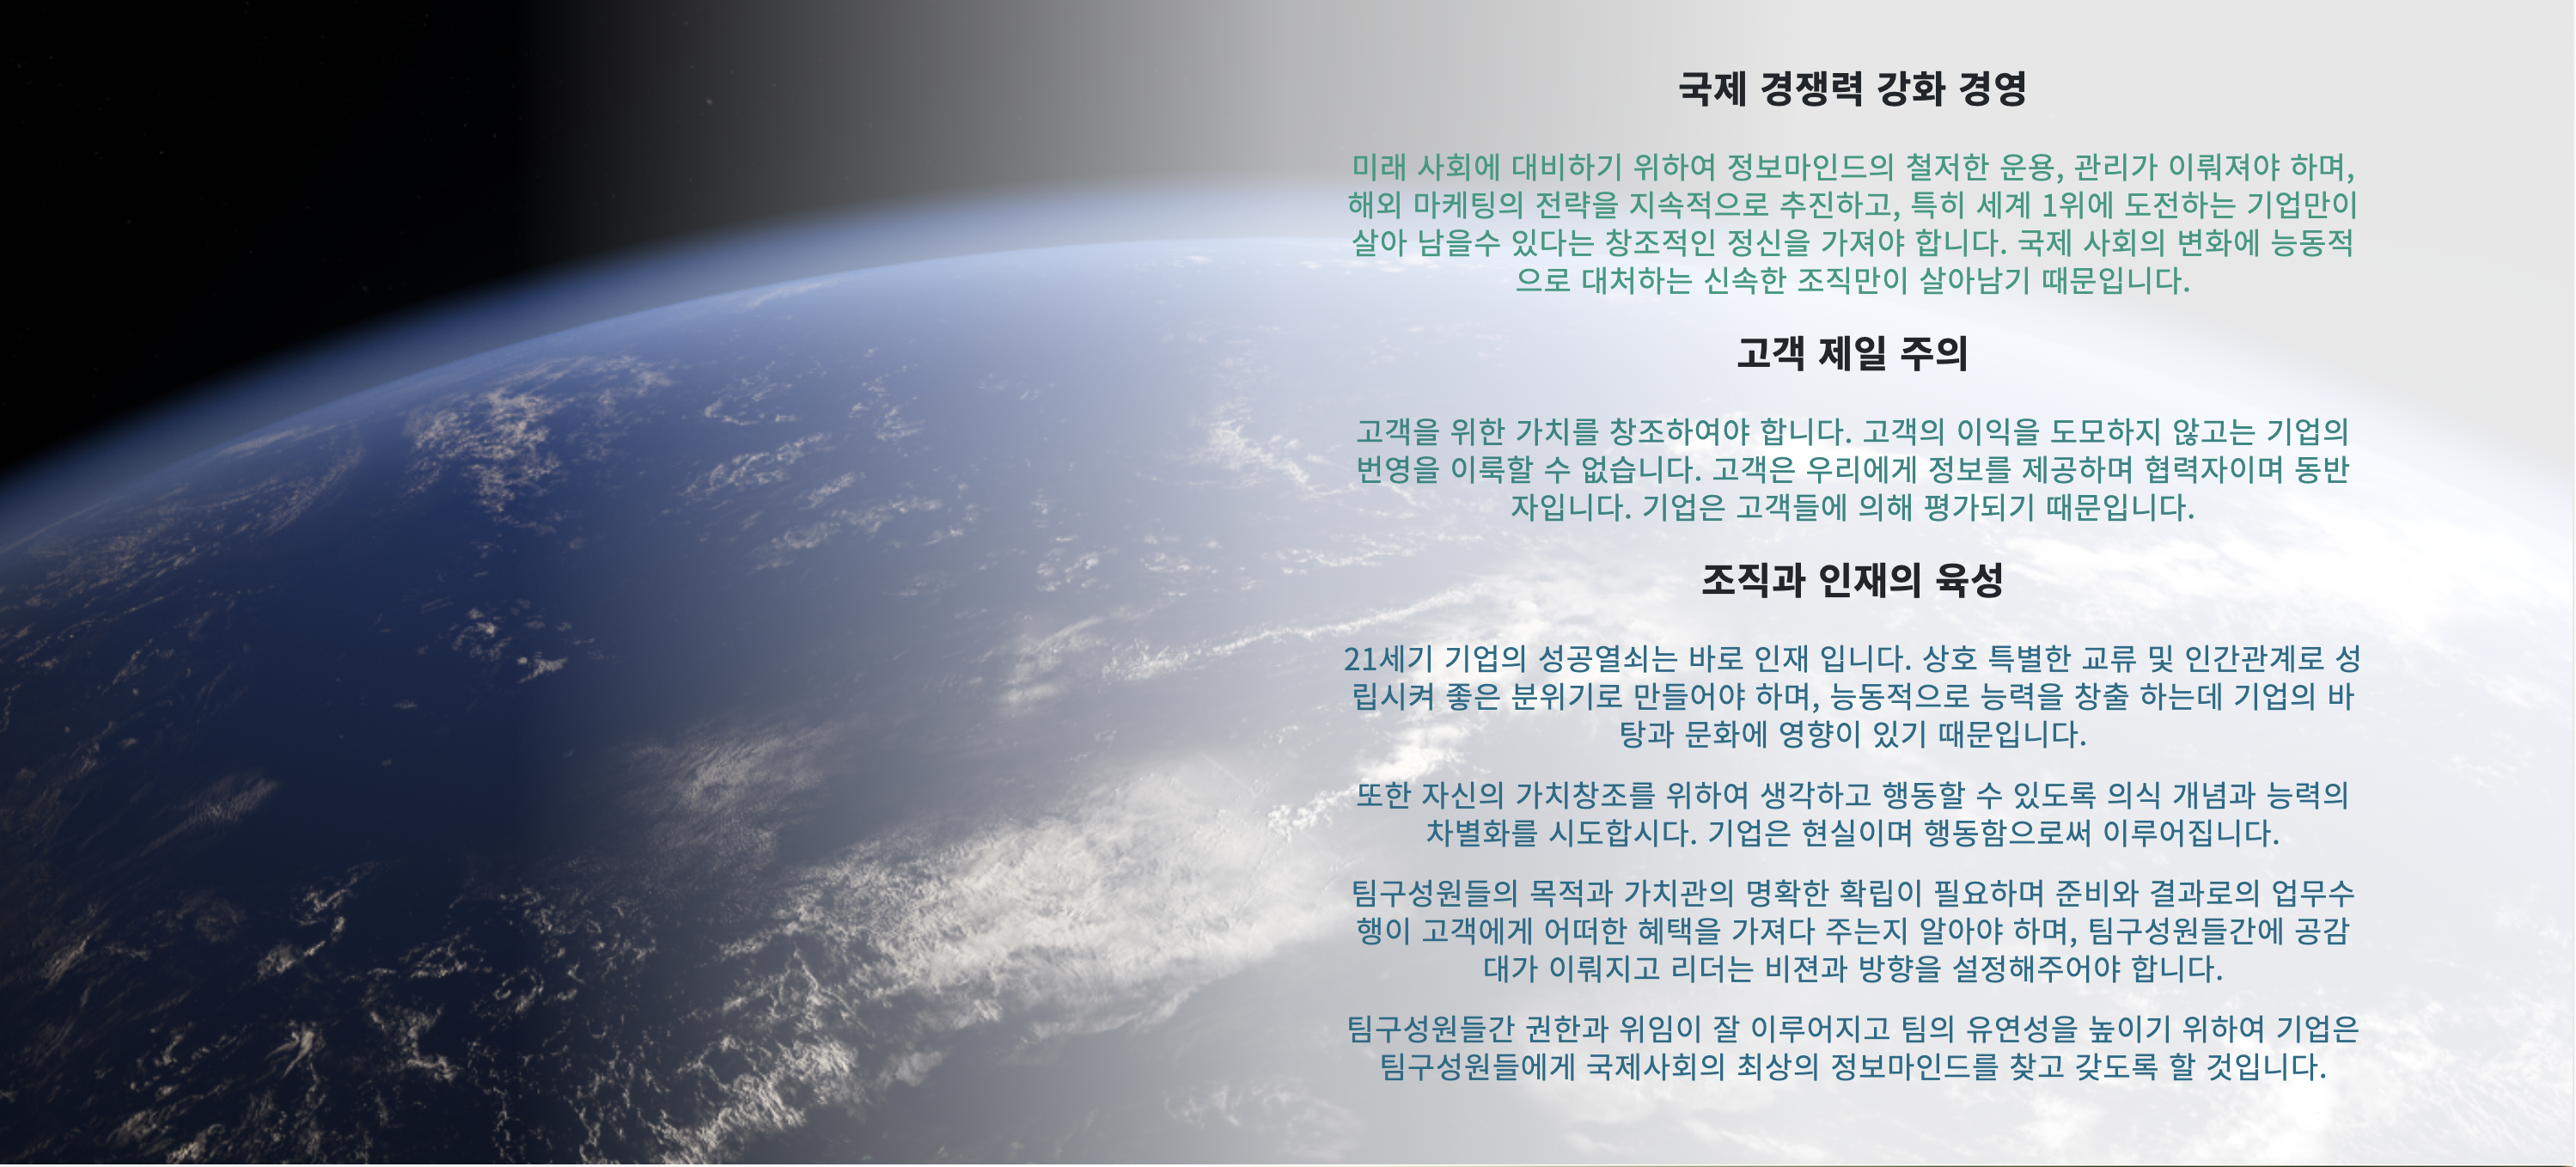 국제 경쟁력 강화 경영
미래 사회에 대비하기 위하여 정보마인드의 철저한 운용, 관리가 이뤄져야 하며,
해외 마케팅의 전략을 지속적으로 추진하고, 특히 세계 1위에 도전하는 기업만이
살아 남을수 있다는 창조적인 정신을 가져야 합니다. 국제 사회의 변화에 능동적
으로 대처하는 신속한 조직만이 살아남기 때문입니다.
고객 제일 주의
고객을 위한 가치를 창조하여야 합니다. 고객의 이익을 도모하지 않고는 기업의
번영을 이룩할 수 없습니다. 고객은 우리에게 정보를 제공하며 협력자이며 동반
자입니다. 기업은 고객들에 의해 평가되기 때문입니다.
조직과 인재의 육성
21세기 기업의 성공열쇠는 바로 인재 입니다. 상호 특별한 교류 및 인간관계로 성
립시켜 좋은 분위기로 만들어야 하며, 능동적으로 능력을 창출 하는데 기업의 바
탕과 문화에 영향이 있기 때문입니다.
또한 자신의 가치창조를 위하여 생각하고 행동할 수 있도록 의식 개념과 능력의
차별화를 시도합시다. 기업은 현실이며 행동함으로써 이루어집니다.
팀구성원들의 목적과 가치관의 명확한 확립이 필요하며 준비와 결과로의 업무수
행이 고객에게 어떠한 혜택을 가져다 주는지 알아야 하며, 팀구성원들간에 공감
대가 이뤄지고 리더는 비젼과 방향을 설정해주어야 합니다.
팀구성원들간 권한과 위임이 잘 이루어지고 팀의 유연성을 높이기 위하여 기업은
팀구성원들에게 국제사회의 최상의 정보마인드를 찾고 갖도록 할 것입니다.